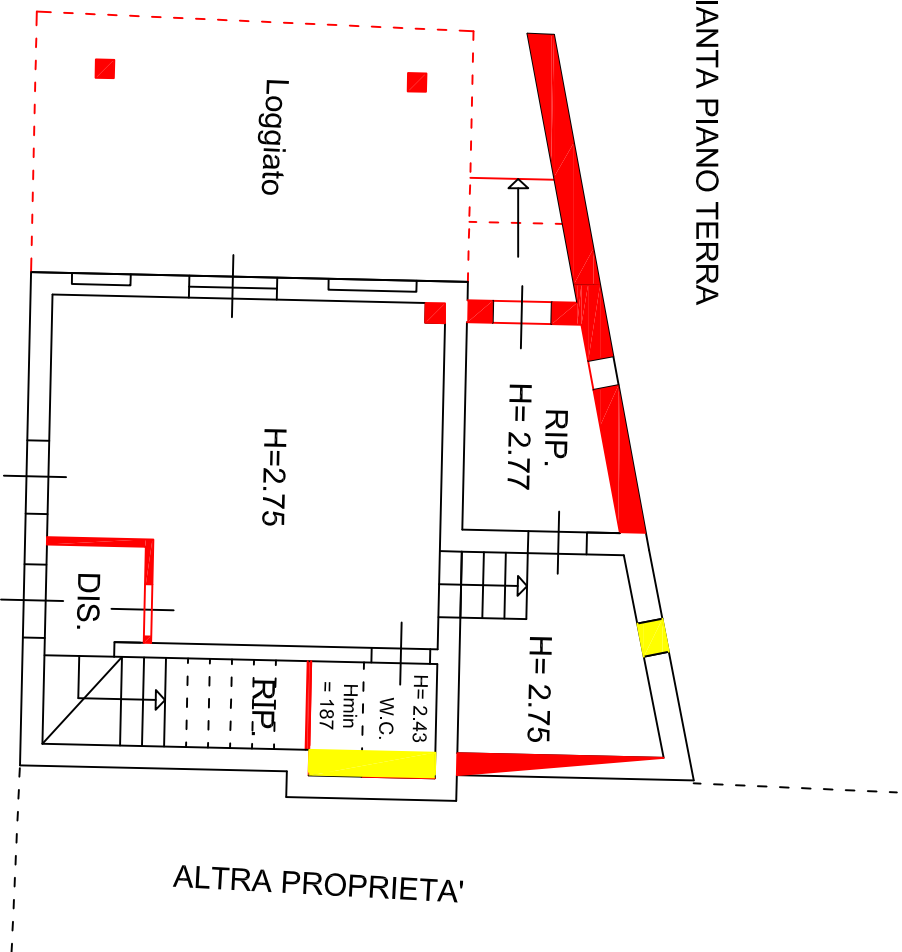 IANTA PIANO TERRA
Loggiato
RIP.
H= 2.77
H=2.75
DIS.
H= 2.75
RIP.
H= 2.43
W.C.
Hmin
= 187
ALTRA PROPRIETA'